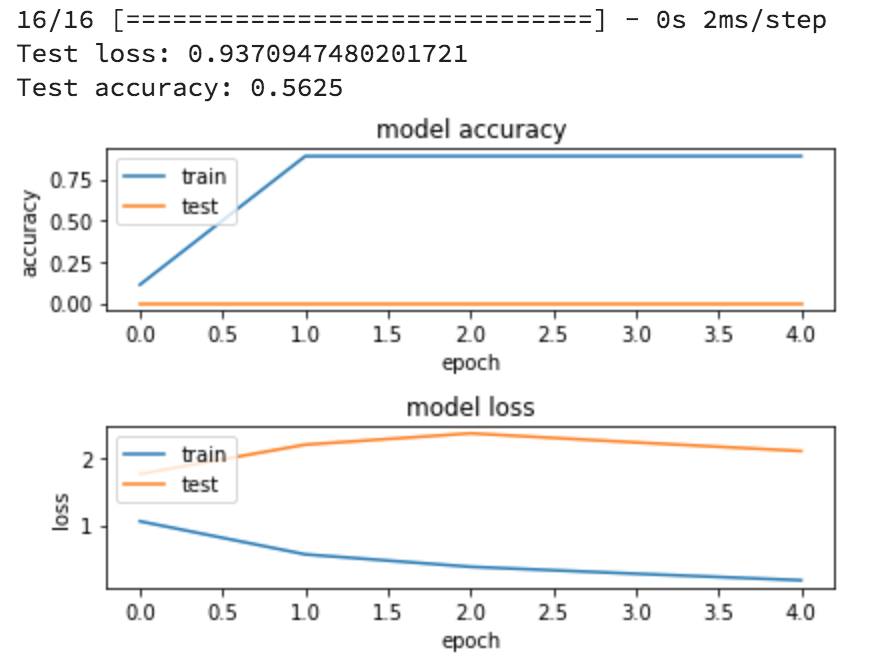 16/16 [==============================] - 0s 2ms/step
Test loss: 0.9370947480201721
Test accuracy: 0.5625
model accuracy
train
test
accuracy
0.75
0.50
0.25
0.00
0.0 0.5 1.0 1.5 2.0 2.5 3.0 3.5 4.0
epoch
model loss
train
test
loss
2
1
0.0 0.5 1.0 1.5 2.0 2.5 3.0 3.5 4.0
epoch